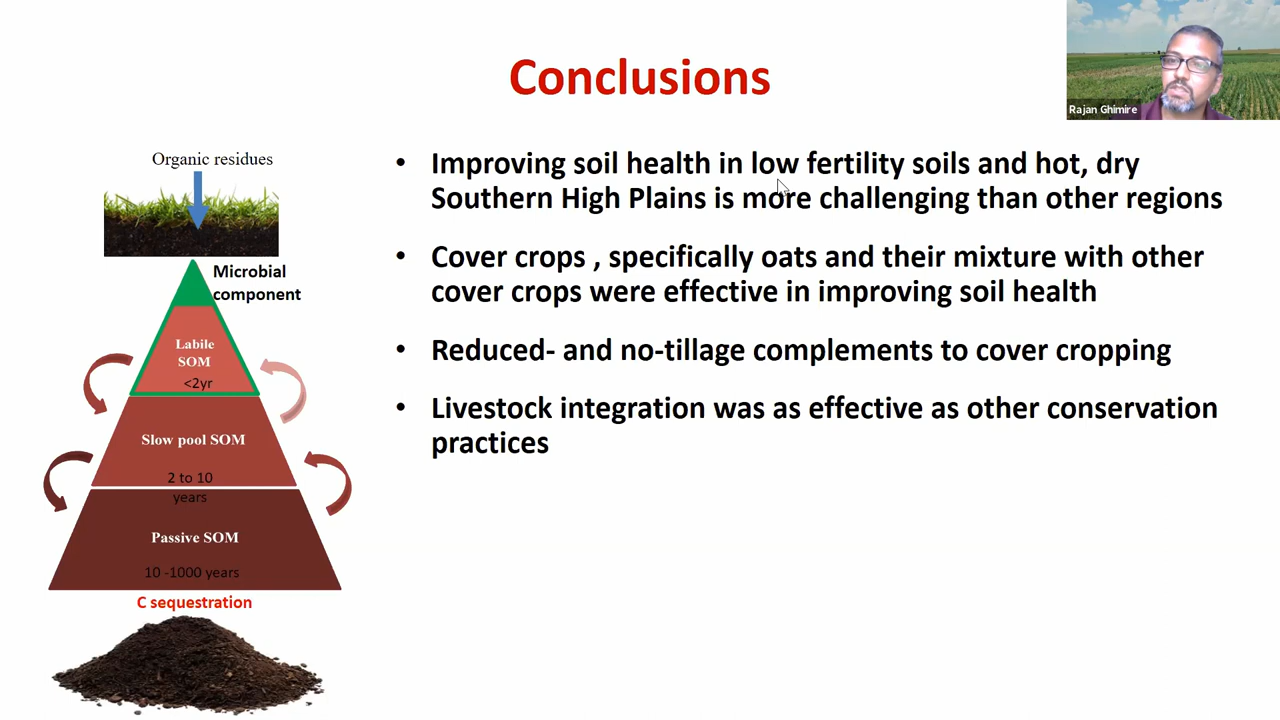 Conclusions
Rajan Ghimire
Organic residues
Microbial
component
Labile
SOM
<2yr
Slow pool SOM
2 to 10
years
Passive SOM
10 -1000 years
C sequestration
• Improving soil health in low fertility soils and hot, dry
Southern High Plains is more challenging than other regions
• Cover crops , specifically oats and their mixture with other
cover crops were effective in improving soil health
• Reduced- and no-tillage complements to cover cropping
• Livestock integration was as effective as other conservation
practices